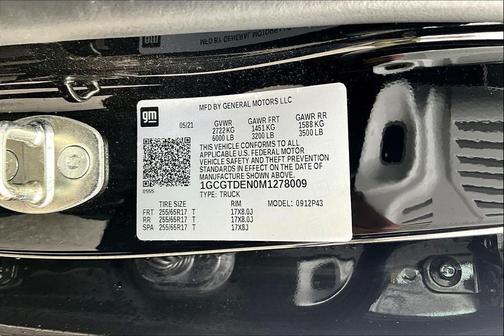 gm
MFD BY GENERAL MOTORS LLC
05/21 GVWR GAWR FRT GAWR RR
2722 KG 1451 KG 1588 KG
6000 LB 3200 LB 3500 LB
THIS VEHICLE CONFORMS TO ALL
APPLICABLE U.S. FEDERAL MOTOR
VEHICLE SAFETY AND THEFT PREVENTION
STANDARDS IN EFFECT ON THE DATE OF
MANUFACTURE SHOWN ABOVE.
1GCGTDEN0M1278009
TYPE: TRUCK
TIRE SIZE RIM MODEL: 0912P43
FRT 255/65R17 T 17X8.0J
RR 255/65R17 T 17X8.0J
SPA 255/65R17 T 17X8J